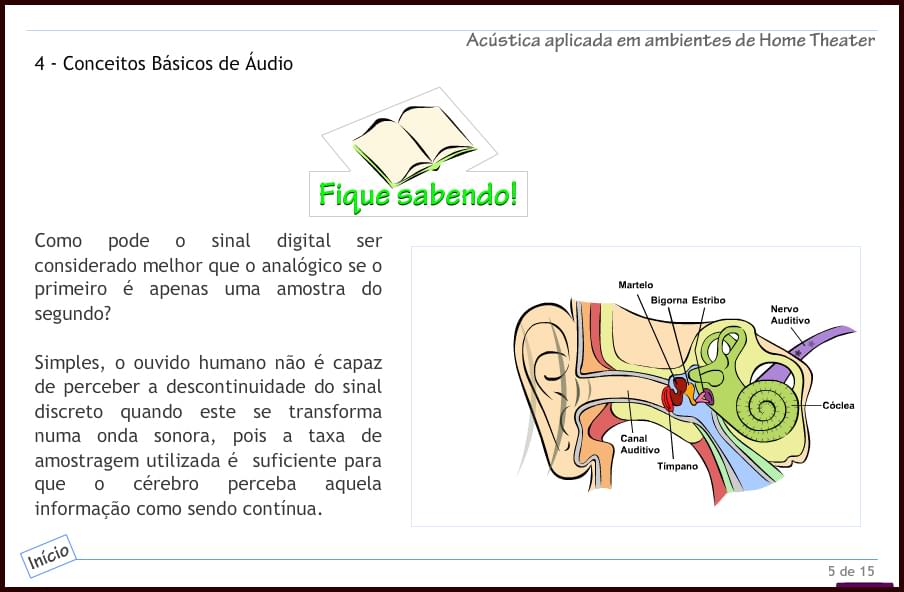 Acústica aplicada em ambientes de Home Theater
4 - Conceitos Básicos de Áudio
Fique sabendo!
Como pode o sinal digital ser
considerado melhor que o analógico se o
primeiro é apenas uma amostra do
segundo?
Simples, o ouvido humano não é capaz
de perceber a descontinuidade do sinal
discreto quando este se transforma
numa onda sonora, pois a taxa de
amostragem utilizada é suficiente para
que o cérebro perceba aquela
informação como sendo contínua.
Martelo
Bigorna Estribo
Nervo
Auditivo
Cóclea
Canal
Auditivo
Tímpano
Início
5 de 15